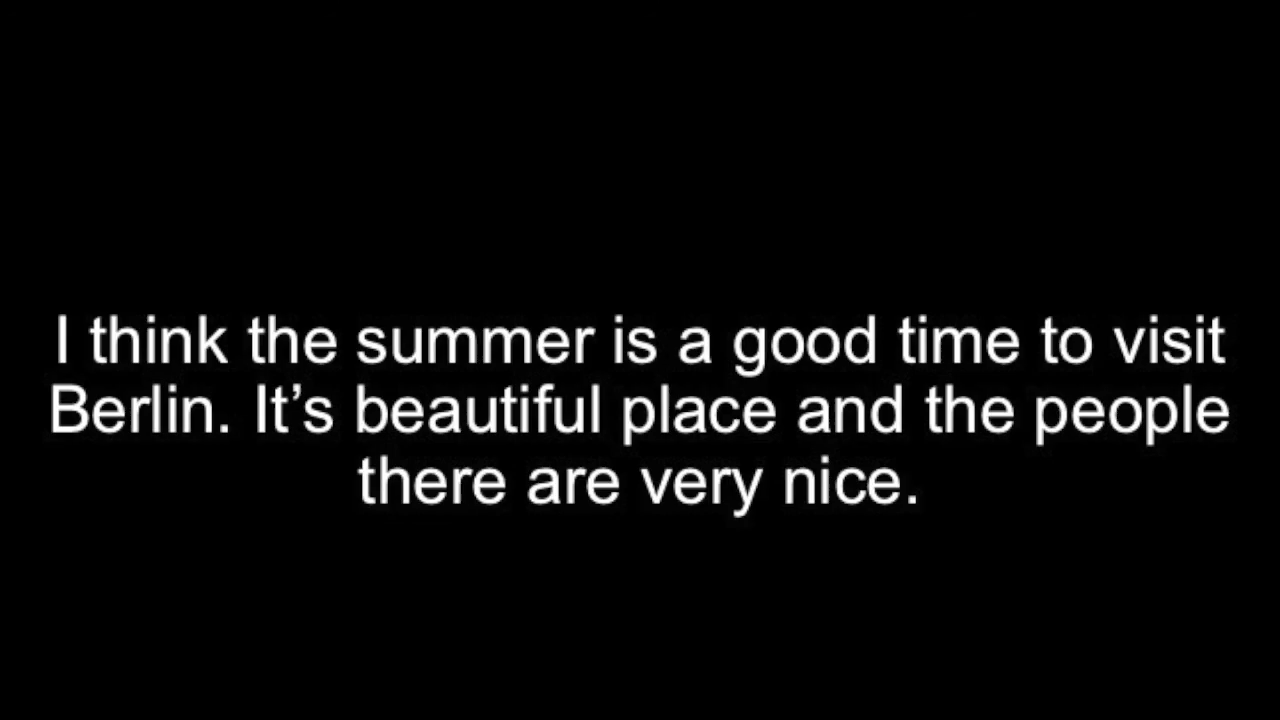 I think the summer is a good time to visit
Berlin. It’s beautiful place and the people
there are very nice.